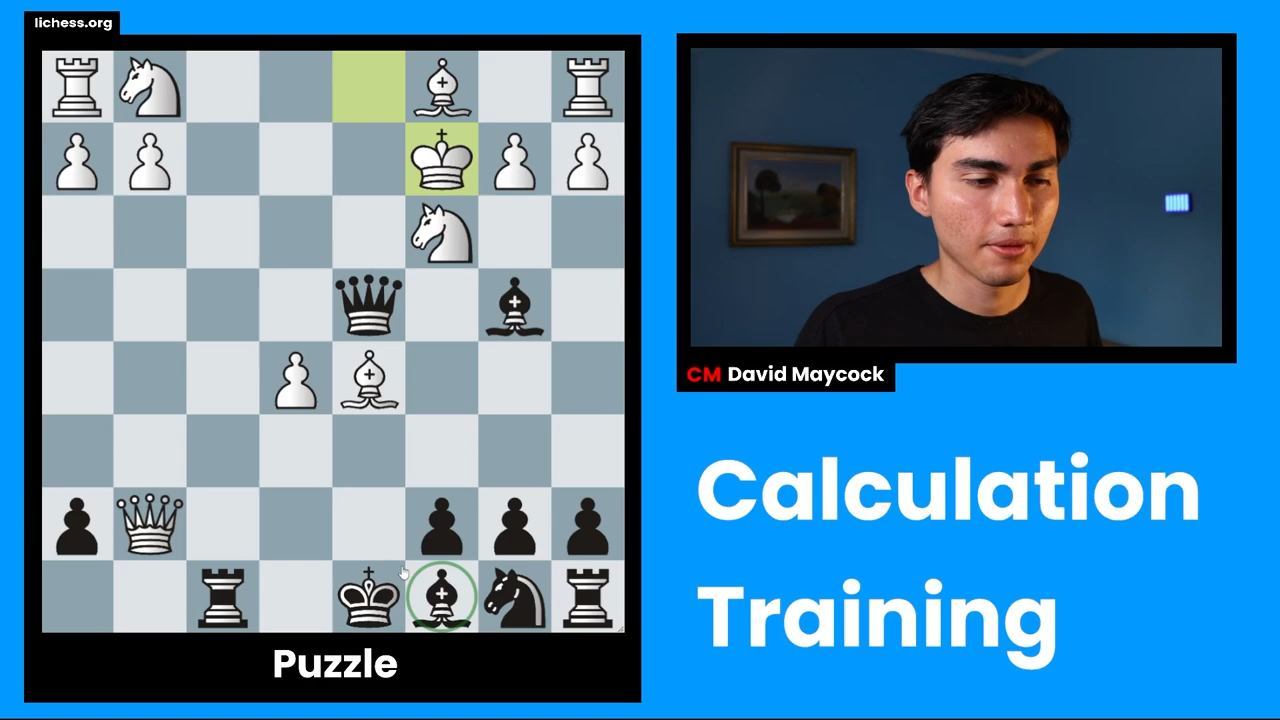 lichess.org
CM David Maycock
Calculation
Training
Puzzle